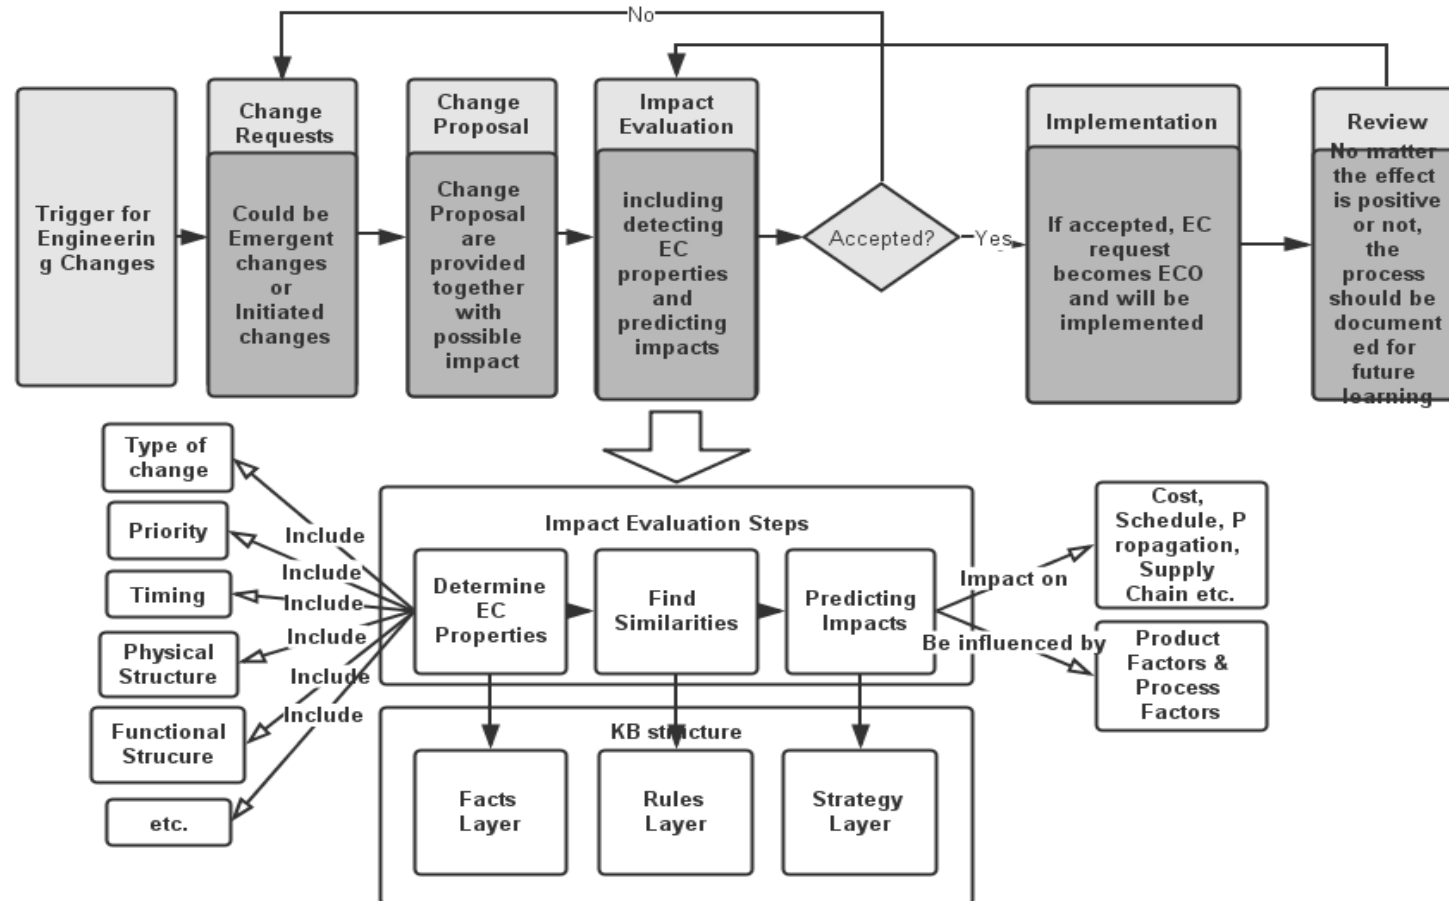 No
Trigger for
Engineerin
g Changes
Change
Requests
Could be
Emergent
changes
or
Initiated
changes
Change
Proposal
Change
Proposal
are
provided
together
with
possible
impact
Impact
Evaluation
including
detecting
EC
properties
and
predicting
impacts
Accepted?
Yes
Implementation
If accepted, EC
request
becomes ECO
and will be
implemented
Review
No matter
the effect
is positive
or not,
the
process
should be
document
ed for
future
learning
Type of
change
Priority
Timing
Physical
Structure
Functional
Strucure
etc.
Include
Include
Include
Include
Include
Include
Impact Evaluation Steps
Determine
EC
Properties
Find
Similarities
Predicting
Impacts
Impact on
Be influenced by
Cost,
Schedule, P
ropagation,
Supply
Chain etc.
Product
Factors &
Process
Factors
KB structure
Facts
Layer
Rules
Layer
Strategy
Layer